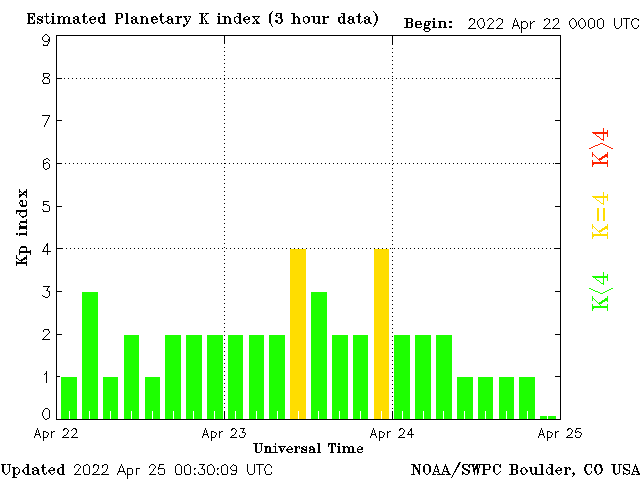 Estimated Planetary K index (3 hour data) Begin: 2022 Apr 22 0000 UTC
9
8
7
6
5
4
3
2
1
0
Kp index
K>4
K=4
K<4
Apr 22 Apr 23 Apr 24 Apr 25
Universal Time
Updated 2022 Apr 25 00:30:09 UTC NOAA/SWPC Boulder, CO USA